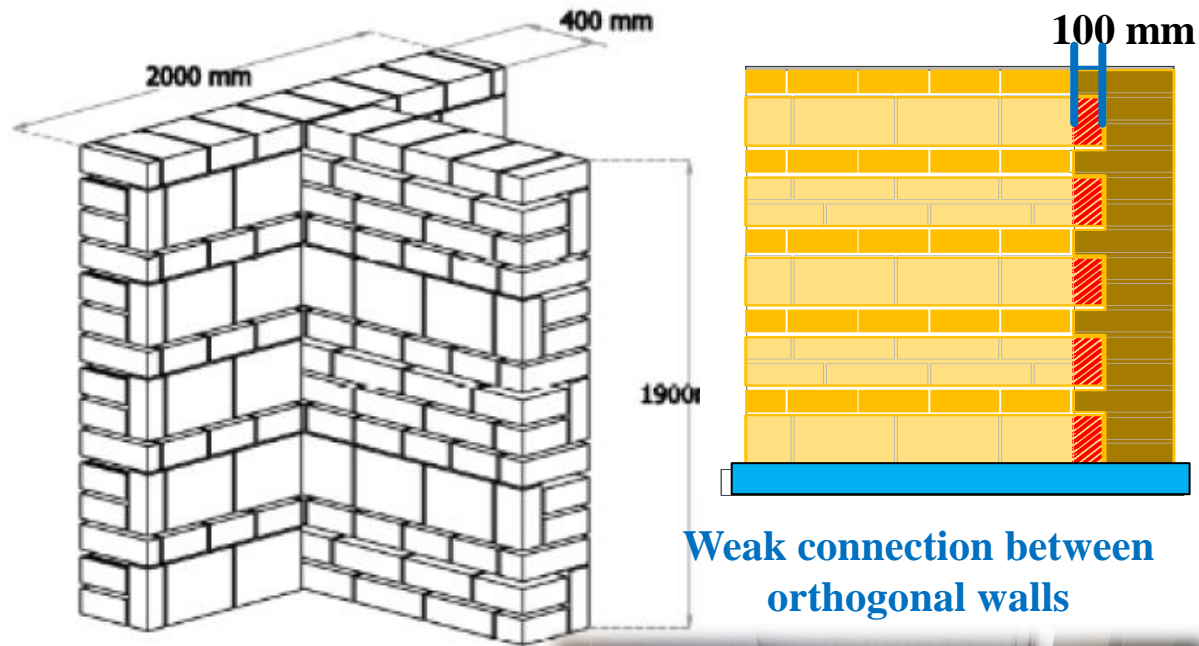 400 mm
2000 mm
100 mm
1900
Weak connection between
orthogonal walls